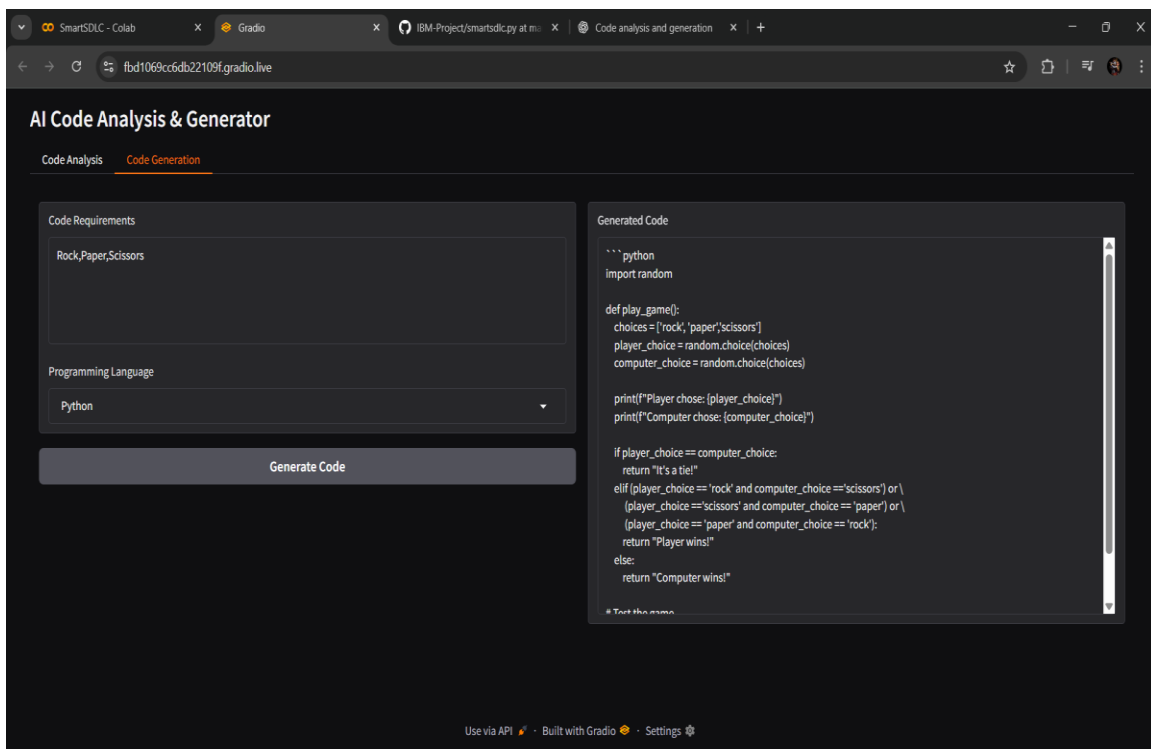 SmartSDLC - Colab
Gradio
IBM-Project/smartsdlc.py at ma
Code analysis and generation
fbd1069cc6db22109f.gradio.live
AI Code Analysis & Generator
Code Analysis
Code Generation
Code Requirements
Rock,Paper,Scissors
Programming Language
Python
Generate Code
Generated Code
```python
import random
def play_game():
choices = ['rock', 'paper','scissors']
player_choice = random.choice(choices)
computer_choice = random.choice(choices)
print(f"Player chose: {player_choice}")
print(f"Computer chose: {computer_choice}")
if player_choice == computer_choice:
return "It's a tie!"
elif (player_choice == 'rock' and computer_choice =='scissors') or \
(player_choice =='scissors' and computer_choice == 'paper') or \
(player_choice == 'paper' and computer_choice == 'rock'):
return "Player wins!"
else:
return "Computer wins!"
# Test the game
Use via API · Built with Gradio · Settings